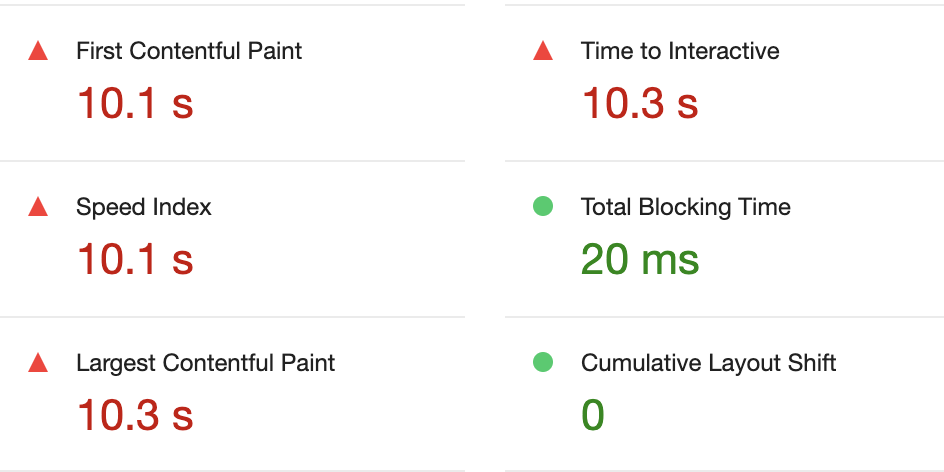 First Contentful Paint
10.1 s
Time to Interactive
10.3 s
Speed Index
10.1 s
Total Blocking Time
20 ms
Largest Contentful Paint
10.3 s
Cumulative Layout Shift
0